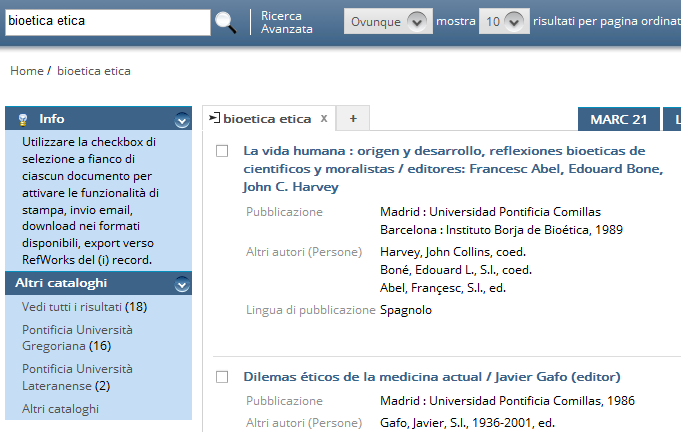 bioetica etica
Ricerca
Avanzata
Ovunque mostra 10 risultati per pagina ordinat
Home / bioetica etica
Info
Utilizzare la checkbox di
selezione a fianco di
ciascun documento per
attivare le funzionalità di
stampa, invio email,
download nei formati
disponibili, export verso
RefWorks del (i) record.
Altri cataloghi
Vedi tutti i risultati (18)
Pontificia Università
Gregoriana (16)
Pontificia Università
Lateranense (2)
Altri cataloghi
bioetica etica x +
MARC 21
L
La vida humana : origen y desarrollo, reflexiones bioeticas de
cientificos y moralistas / editores: Francesc Abel, Edouard Bone,
John C. Harvey
Pubblicazione Madrid : Universidad Pontificia Comillas
Barcelona : Instituto Borja de Bioética, 1989
Altri autori (Persone) Harvey, John Collins, coed.
Boné, Edouard L., S.I., coed.
Abel, Françesc, S.I., ed.
Lingua di pubblicazione Spagnolo
Dilemas éticos de la medicina actual / Javier Gafo (editor)
Pubblicazione Madrid : Universidad Pontificia Comillas, 1986
Altri autori (Persone) Gafo, Javier, S.I., 1936-2001, ed.